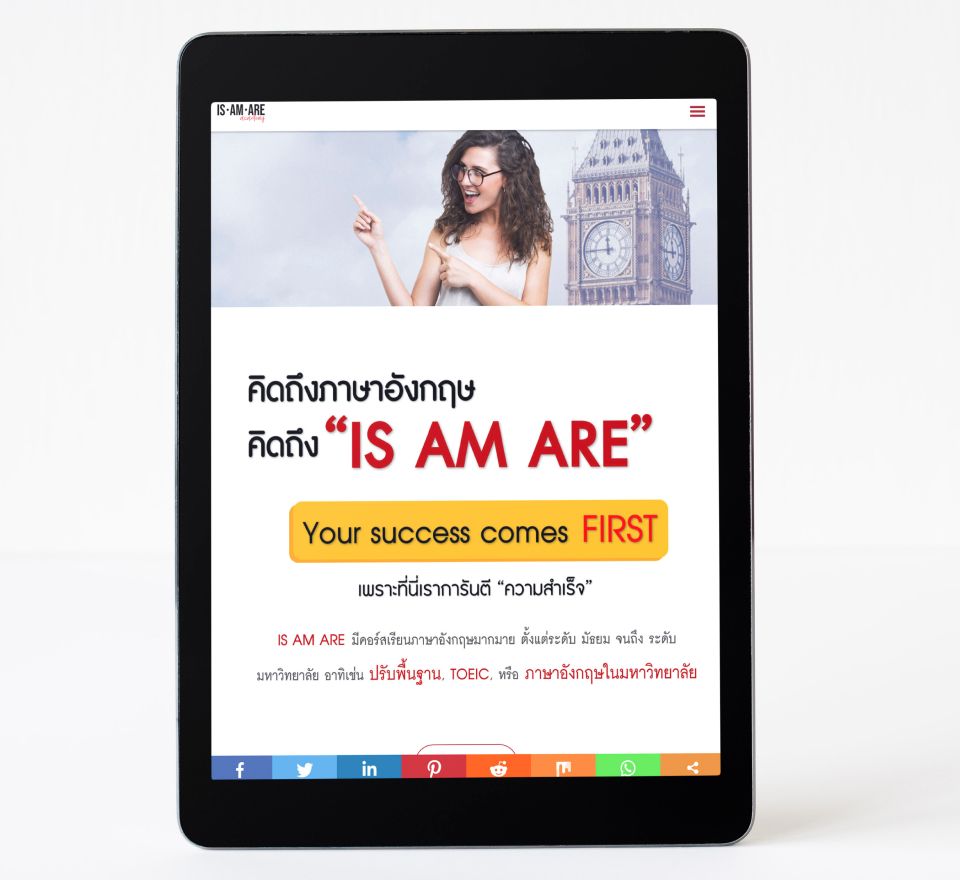 IS·AM·ARE
academy
คิดถึงภาษาอังกฤษ
คิดถึง “IS AM ARE”
Your success comes FIRST
เพราะที่นี่เราการันตี “ความสำเร็จ”
IS AM ARE มีคอร์สเรียนภาษาอังกฤษมากมาย ตั้งแต่ระดับ มัธยม จนถึง ระดับ
มหาวิทยาลัย อาทิเช่น ปรับพื้นฐาน, TOEIC, หรือ ภาษาอังกฤษในมหาวิทยาลัย